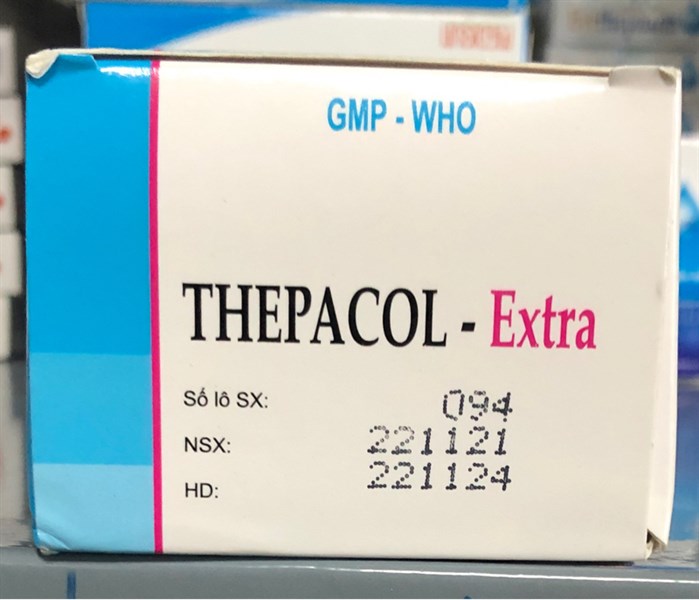 GMP - WHO
THEPACOL - Extra
Số lô SX: 094
NSX: 221121
HD: 221124